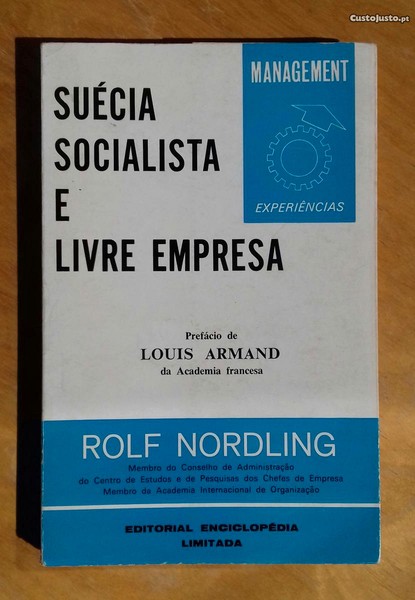 CustoJusto.pt
MANAGEMENT
EXPERIÊNCIAS
SUÉCIA
SOCIALISTA
E
LIVRE EMPRESA
Prefácio de
LOUIS ARMAND
da Academia francesa
ROLF NORDLING
Membro do Conselho de Administração
do Centro de Estudos e de Pesquisas dos Chefes de Empresa
Membro da Academia Internacional de Organização
EDITORIAL ENCICLOPÉDIA
LIMITADA